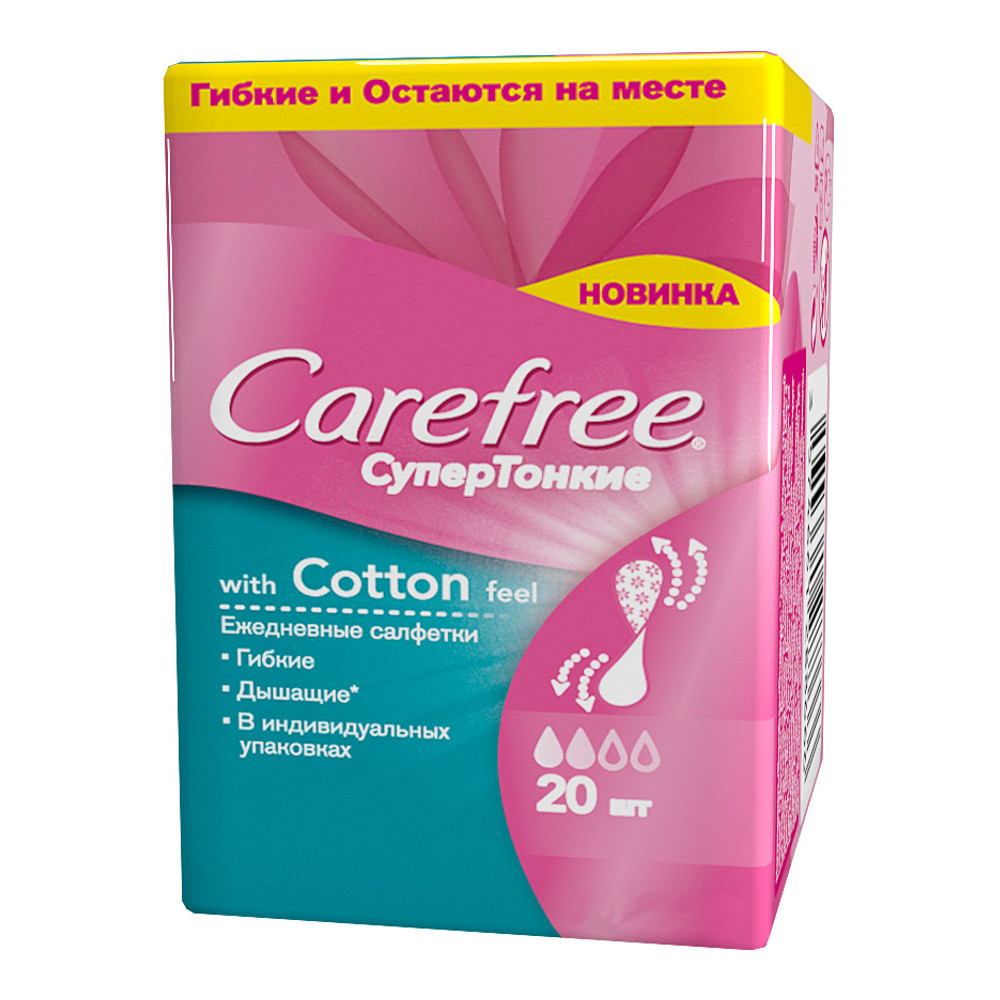 Гибкие и Остаются на месте
НОВИНКА
Carefree®
СуперТонкие
with Cotton feel
Ежедневные салфетки
▪ Гибкие
▪ Дышащие*
▪ В индивидуальных
упаковках
20 шт